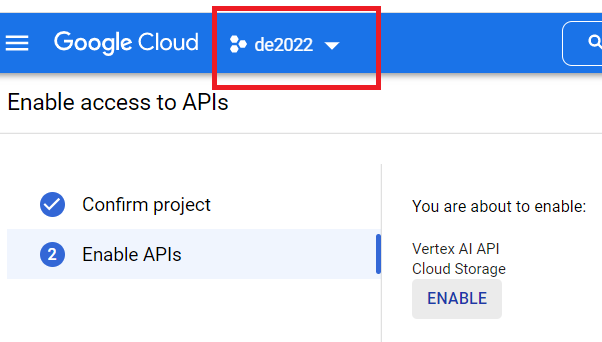 Google Cloud
de2022
Enable access to APIs
Confirm project
2
Enable APIs
You are about to enable:
Vertex AI API
Cloud Storage
ENABLE